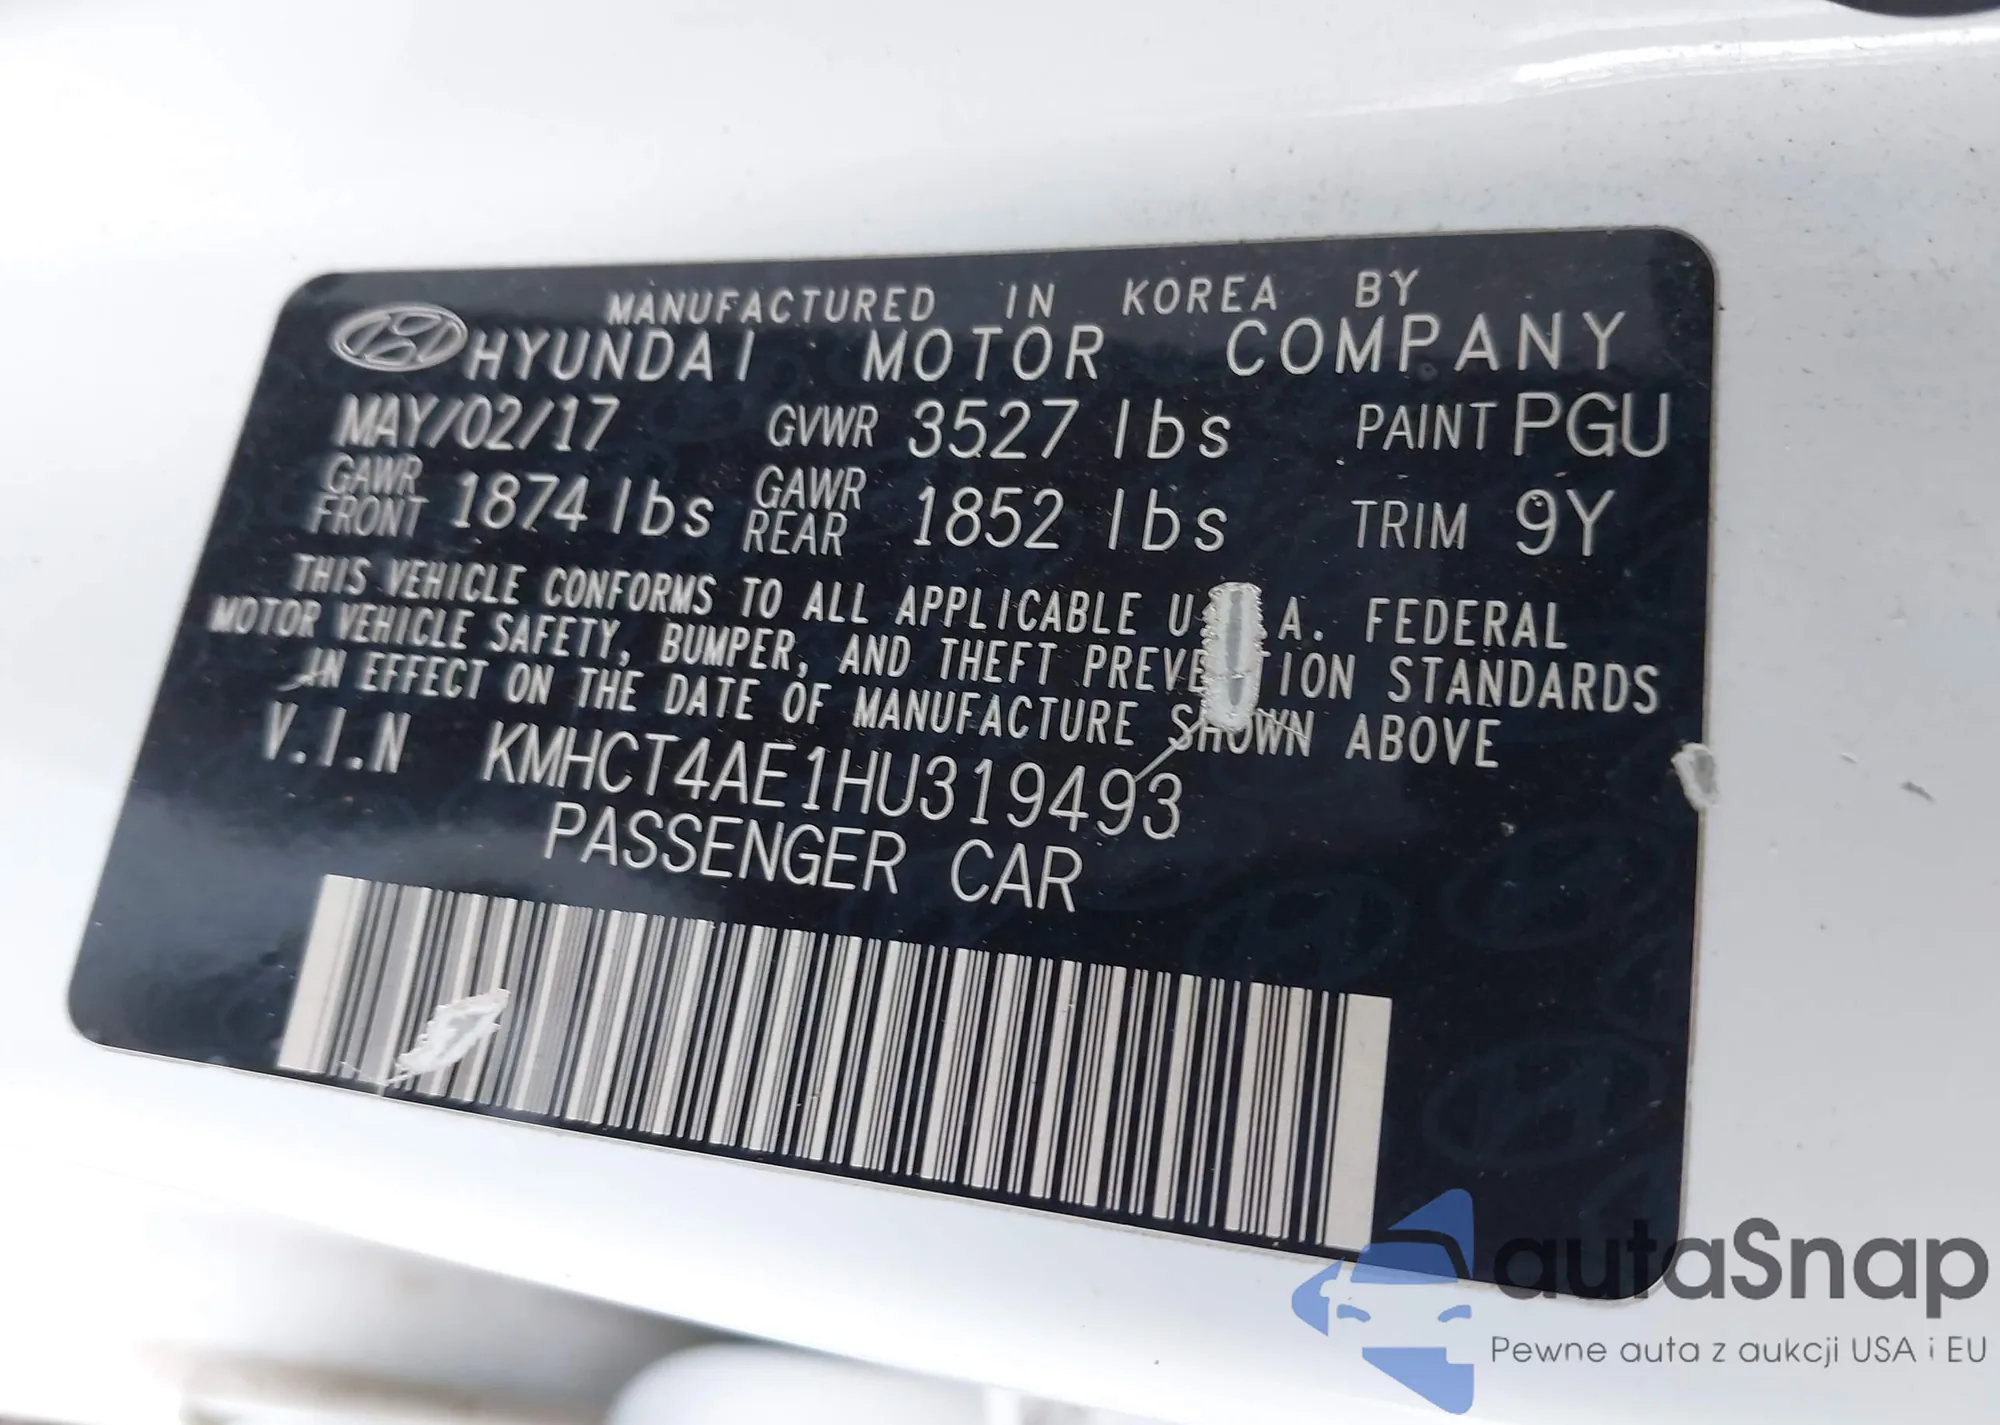 MANUFACTURED IN KOREA BY
HYUNDAI MOTOR COMPANY
MAY/02/17 GVWR 3527 lbs PAINT PGU
GAWR FRONT 1874 lbs GAWR REAR 1852 lbs TRIM 9Y
THIS VEHICLE CONFORMS TO ALL APPLICABLE U A. FEDERAL
MOTOR VEHICLE SAFETY, BUMPER, AND THEFT PREVE TION STANDARDS
IN EFFECT ON THE DATE OF MANUFACTURE SHOWN ABOVE
V.I.N KMHCT4AE1HU319493
PASSENGER CAR
autaSnap
Pewne auta z aukcji USA i EU